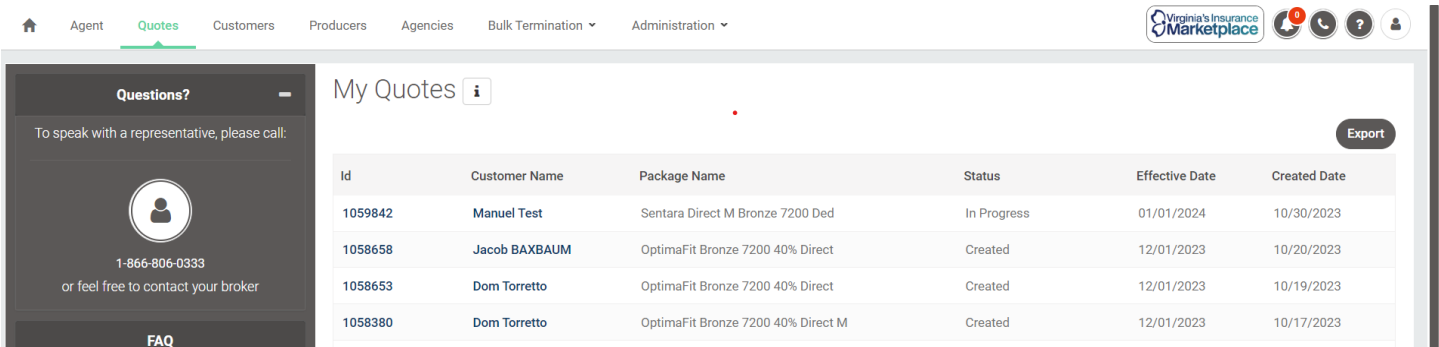 Agent Quotes Customers Producers Agencies Bulk Termination Administration
Virginia's Insurance
Marketplace
0
?
Questions?
To speak with a representative, please call:
1-866-806-0333
or feel free to contact your broker
FAQ
My Quotes i
Export
Id Customer Name Package Name Status Effective Date Created Date
1059842 Manuel Test Sentara Direct M Bronze 7200 Ded In Progress 01/01/2024 10/30/2023
1058658 Jacob BAXBAUM OptimaFit Bronze 7200 40% Direct Created 12/01/2023 10/20/2023
1058653 Dom Torretto OptimaFit Bronze 7200 40% Direct Created 12/01/2023 10/19/2023
1058380 Dom Torretto OptimaFit Bronze 7200 40% Direct M Created 12/01/2023 10/17/2023